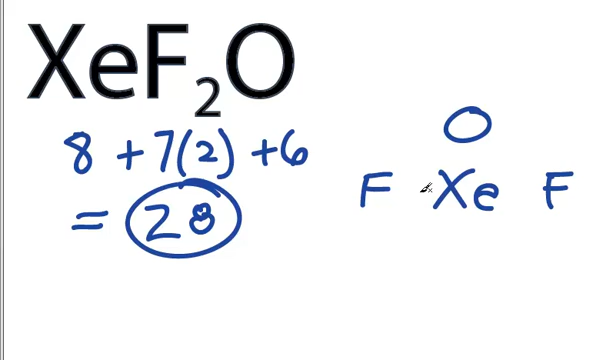 XeF₂O
8 + 7(2) + 6
= 28
O
F Xe F